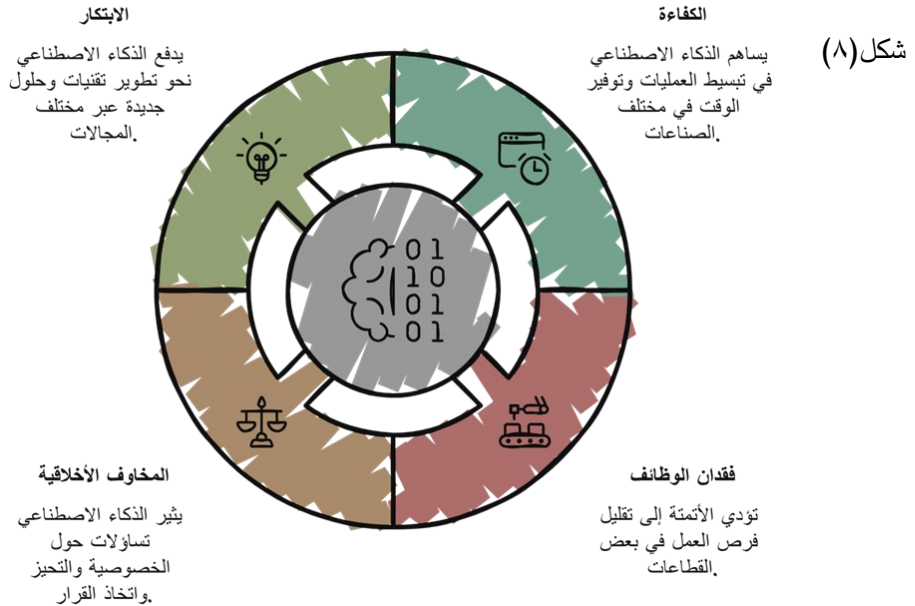 شكل(٨)
الكفاءة
يساهم الذكاء الاصطناعي
في تبسيط العمليات وتوفير
الوقت في مختلف
.الصناعات
الابتكار
يدفع الذكاء الاصطناعي
نحو تطوير تقنيات وحلول
جديدة عبر مختلف
.المجالات
01
10
01
01
فقدان الوظائف
تؤدي الأتمتة إلى تقليل
فرص العمل في بعض
.القطاعات
المخاوف الأخلاقية
يثير الذكاء الاصطناعي
تساؤلات حول
الخصوصية والتحيز
.واتخاذ القرار